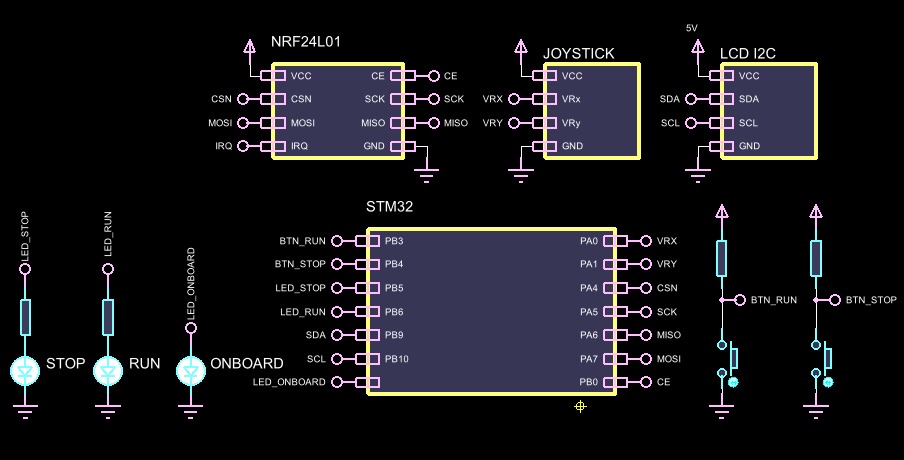 5V
NRF24L01
JOYSTICK
LCD I2C
VCC
CE
CE
VCC
VCC
CSN
CSN
SCK
SCK
VRX
VRx
SDA
SDA
MOSI
MOSI
MISO
MISO
VRY
VRy
SCL
SCL
IRQ
IRQ
GND
GND
GND
STM32
LED_STOP
LED_RUN
LED_ONBOARD
BTN_RUN
PB3
PA0
VRX
BTN_STOP
PB4
PA1
VRY
LED_STOP
PB5
PA4
CSN
LED_RUN
PB6
PA5
SCK
SDA
PB9
PA6
MISO
SCL
PB10
PA7
MOSI
LED_ONBOARD
PB0
CE
BTN_RUN
BTN_STOP
STOP
RUN
ONBOARD